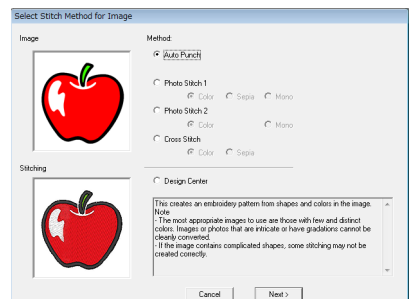 Select Stitch Method for Image
Image
Method:
Auto Punch
Photo Stitch 1
Color Sepia Mono
Photo Stitch 2
Color Mono
Cross Stitch
Color Sepia
Stitching
Design Center
This creates an embroidery pattern from shapes and colors in the image.
Note
- The most appropriate images to use are those with few and distinct
colors. Images or photos that are intricate or have gradations cannot be
cleanly converted.
- If the image contains complicated shapes, some stitching may not be
created correctly.
Cancel Next >